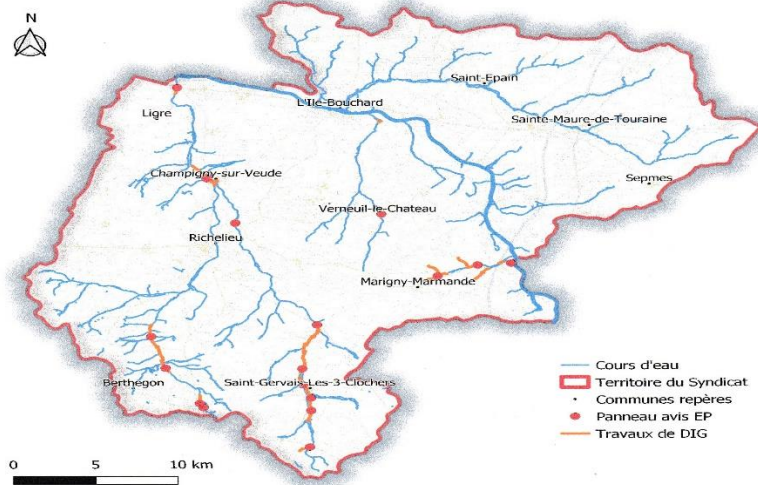 N
Saint-Epain
L'Ile-Bouchard
Ligre
Sainte-Maure-de-Touraine
Champigny-sur-Veude
Sepmes
Verneuil-le-Chateau
Richelieu
Marigny-Marmande
Berthegon
Saint-Gervais-Les-3-Clochers
Cours d'eau
Territoire du Syndicat
Communes repères
Panneau avis EP
Travaux de DIG
0 5 10 km